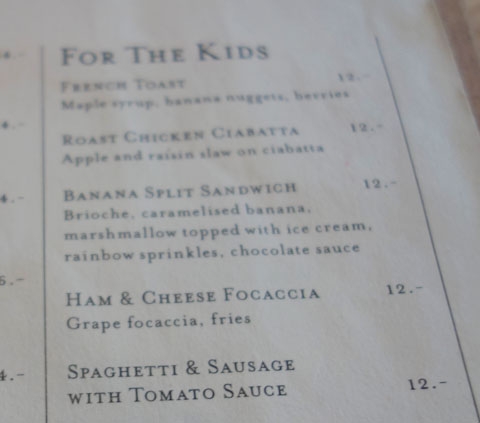 FOR THE KIDS
FRENCH TOAST 12.-
Maple syrup, banana nuggets, berries
ROAST CHICKEN CIABATTA 12.-
Apple and raisin slaw on ciabatta
BANANA SPLIT SANDWICH 12.-
Brioche, caramelised banana,
marshmallow topped with ice cream,
rainbow sprinkles, chocolate sauce
HAM & CHEESE FOCACCIA 12.-
Grape focaccia, fries
SPAGHETTI & SAUSAGE
WITH TOMATO SAUCE 12.-